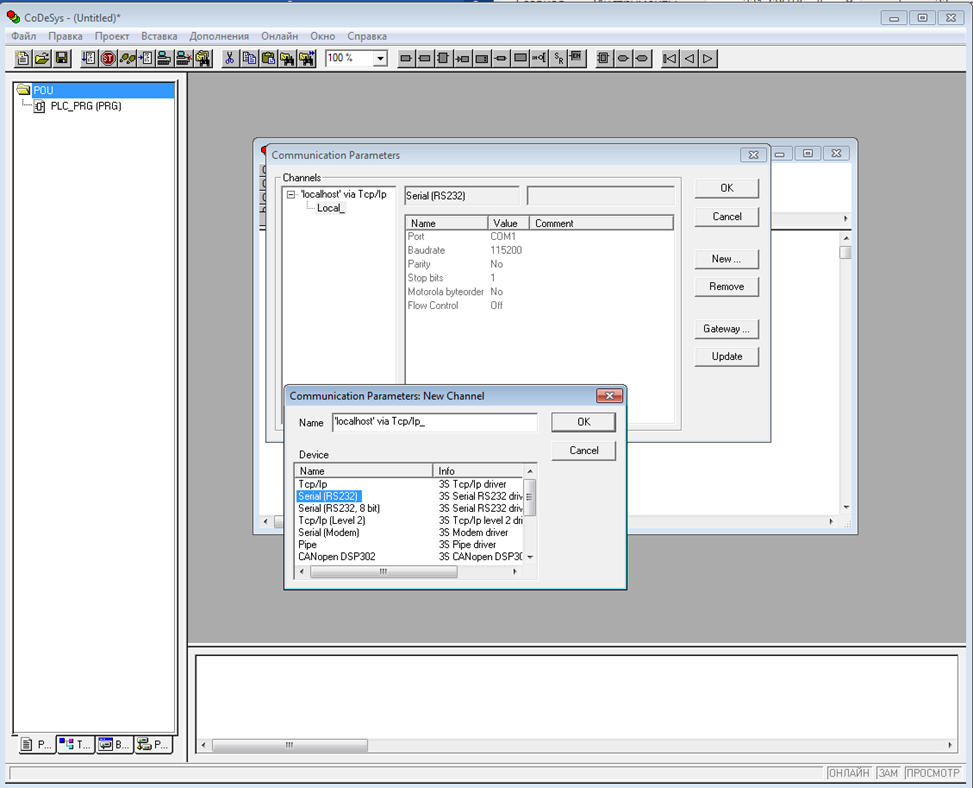 CoDeSys - (Untitled)*
Файл Правка Проект Вставка Дополнения Онлайн Окно Справка
100 %
POU
PLC_PRG (PRG)
Communication Parameters
Channels
'localhost' via Tcp/Ip
Local_
Serial (RS232)
Name Value Comment
Port COM1
Baudrate 115200
Parity No
Stop bits 1
Motorola byteorder No
Flow Control Off
OK
Cancel
New ...
Remove
Gateway ...
Update
Communication Parameters: New Channel
Name 'localhost' via Tcp/Ip_
OK
Cancel
Device
Name Info
Tcp/Ip 3S Tcp/Ip driver
Serial (RS232) 3S Serial RS232 driv
Serial (RS232, 8 bit) 3S Serial RS232 driv
Tcp/Ip (Level 2) 3S Tcp/Ip level 2 dri
Serial (Modem) 3S Modem driver
Pipe 3S Pipe driver
CANopen DSP302 3S CANopen DSP30
P... T... B... P...
ОНЛАЙН ЗАМ ПРОСМОТР